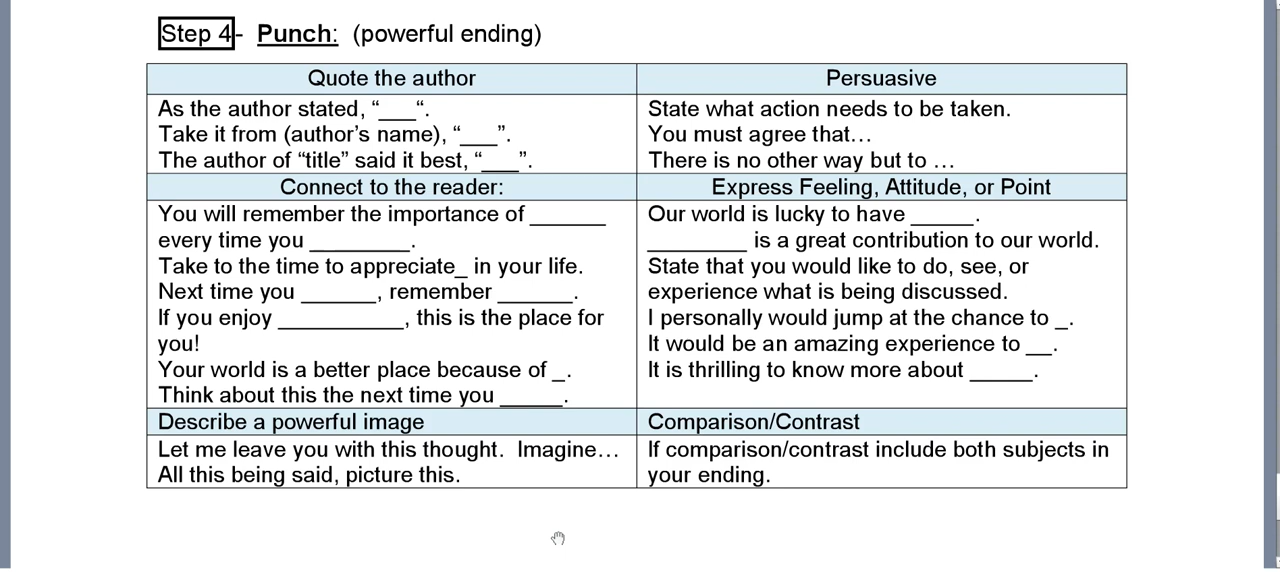 Step 4- Punch: (powerful ending)
Quote the author
As the author stated, “___“.
Take it from (author’s name), “___”.
The author of “title” said it best, “___”.
Persuasive
State what action needs to be taken.
You must agree that…
There is no other way but to …
Connect to the reader:
You will remember the importance of ______
every time you ________.
Take to the time to appreciate_ in your life.
Next time you ______, remember ______.
If you enjoy __________, this is the place for
you!
Your world is a better place because of _.
Think about this the next time you _____.
Express Feeling, Attitude, or Point
Our world is lucky to have _____.
________ is a great contribution to our world.
State that you would like to do, see, or
experience what is being discussed.
I personally would jump at the chance to _.
It would be an amazing experience to __.
It is thrilling to know more about _____.
Describe a powerful image
Let me leave you with this thought.  Imagine…
All this being said, picture this.
Comparison/Contrast
If comparison/contrast include both subjects in
your ending.